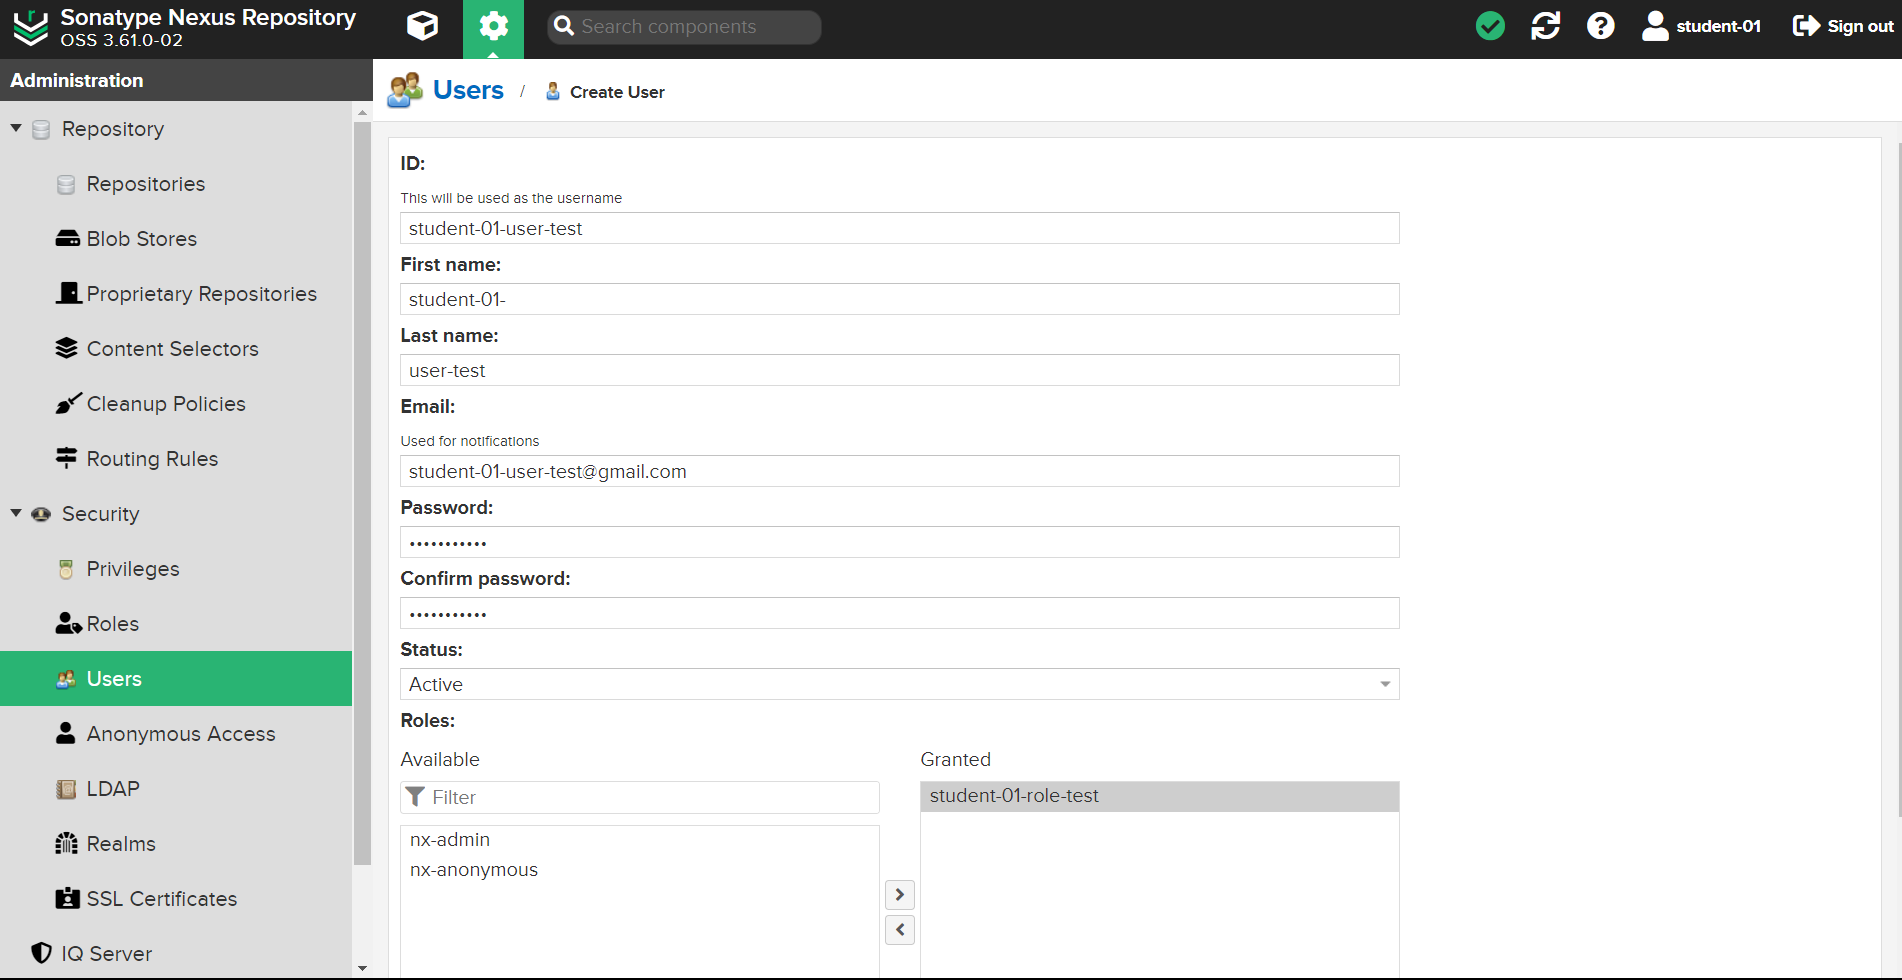 Sonatype Nexus Repository
OSS 3.61.0-02
Search components
student-01
Sign out
Administration
Repository
Repositories
Blob Stores
Proprietary Repositories
Content Selectors
Cleanup Policies
Routing Rules
Security
Privileges
Roles
Users
Anonymous Access
LDAP
Realms
SSL Certificates
IQ Server
Users / Create User
ID:
This will be used as the username
student-01-user-test
First name:
student-01-
Last name:
user-test
Email:
Used for notifications
student-01-user-test@gmail.com
Password:
•••••••••••
Confirm password:
•••••••••••
Status:
Active
Roles:
Available
Filter
nx-admin
nx-anonymous
Granted
student-01-role-test